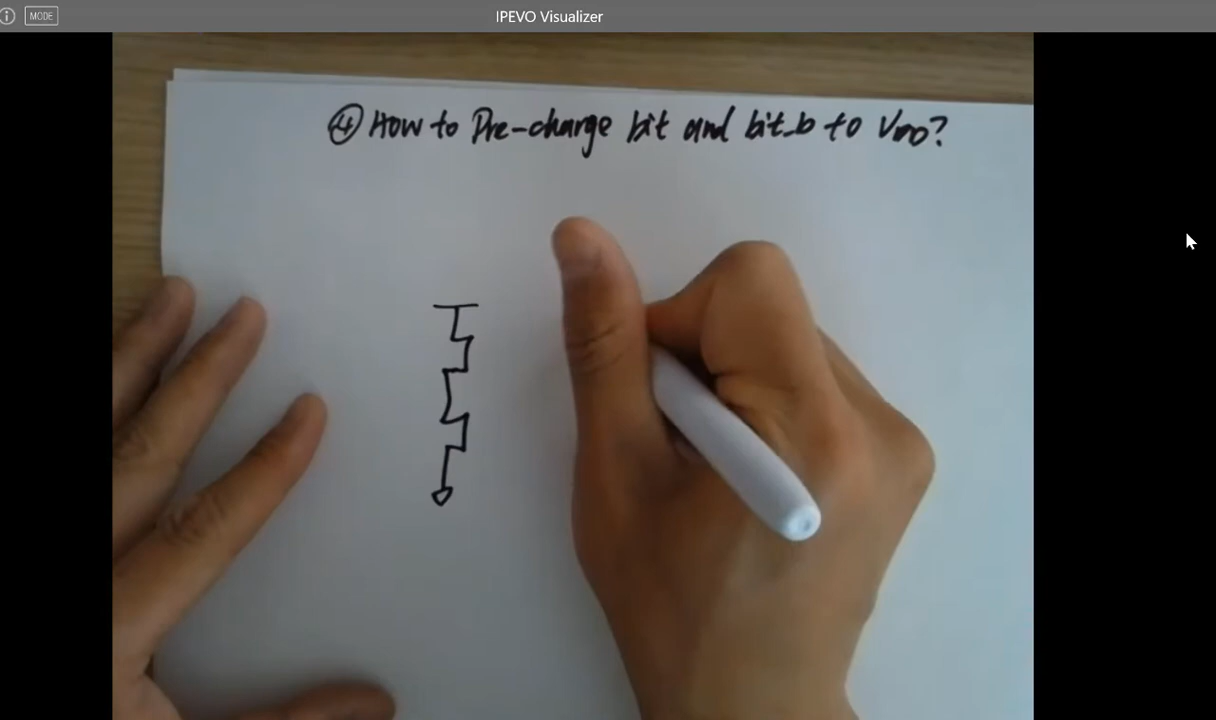 MODE
IPEVO Visualizer
④ How to Pre-charge bit and bit_b to VDD?